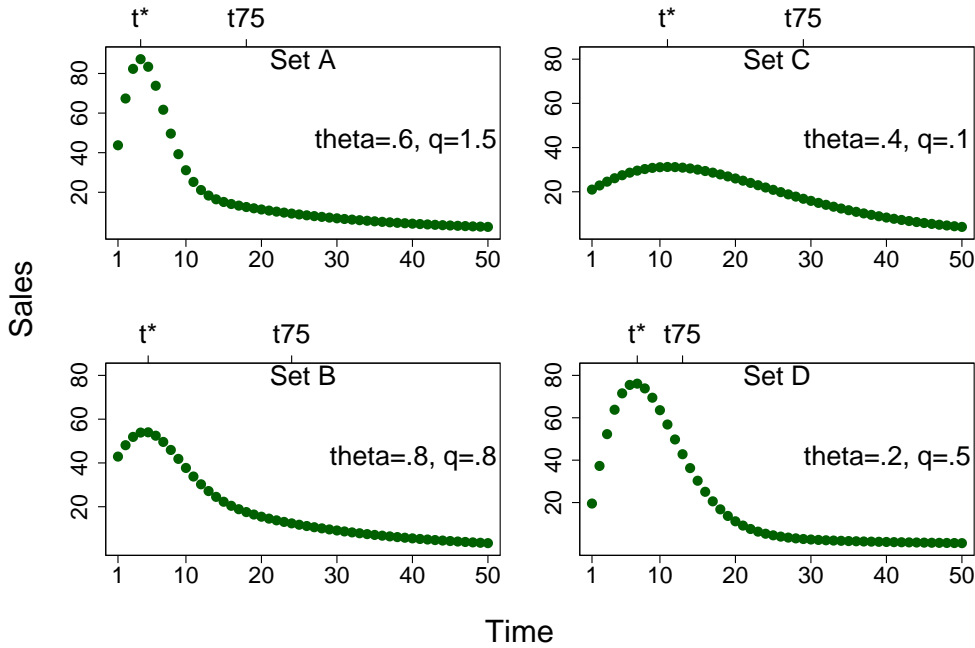 t* t75
Set A
theta=.6, q=1.5
80
60
40
20
1 10 20 30 40 50
t* t75
Set C
theta=.4, q=.1
80
60
40
20
1 10 20 30 40 50
t* t75
Set B
theta=.8, q=.8
80
60
40
20
1 10 20 30 40 50
t* t75
Set D
theta=.2, q=.5
80
60
40
20
1 10 20 30 40 50
Sales
Time